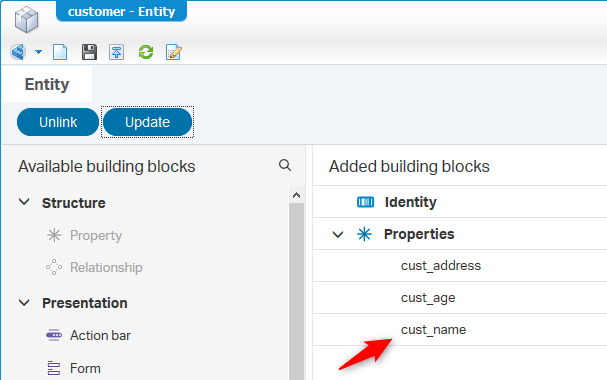 customer - Entity
Entity
Unlink
Update
Available building blocks
Structure
Property
Relationship
Presentation
Action bar
Form
Added building blocks
Identity
Properties
cust_address
cust_age
cust_name